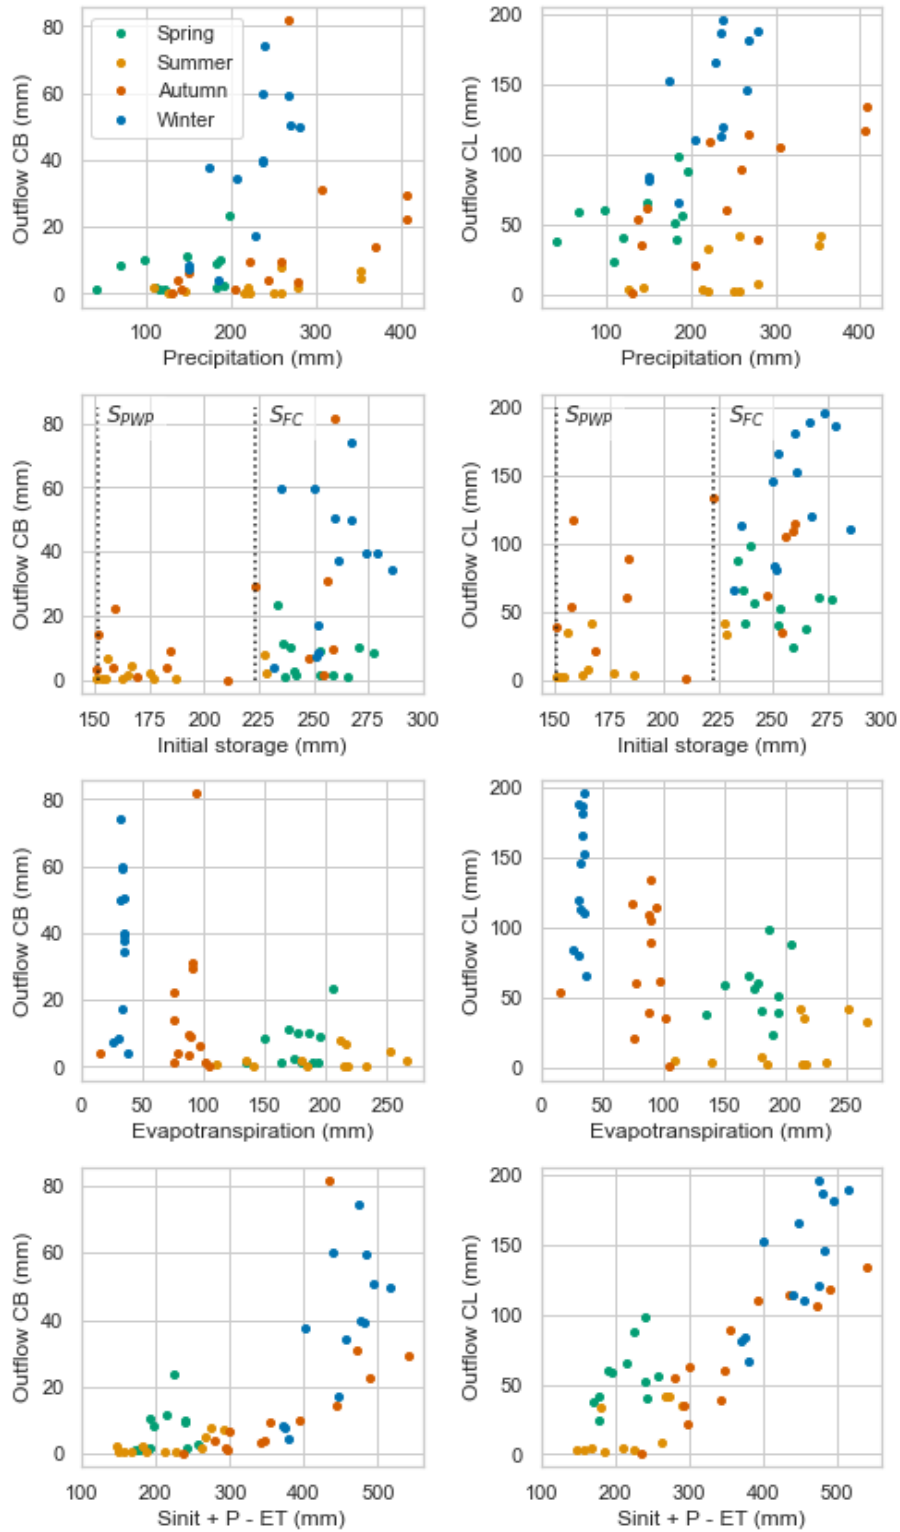 Outflow CB (mm)
80
60
40
20
0
Spring
Summer
Autumn
Winter
100 200 300 400
Precipitation (mm)
Outflow CL (mm)
200
150
100
50
0
100 200 300 400
Precipitation (mm)
Outflow CB (mm)
80
60
40
20
0
S_PWP S_FC
150 175 200 225 250 275 300
Initial storage (mm)
Outflow CL (mm)
200
150
100
50
0
S_PWP S_FC
150 175 200 225 250 275 300
Initial storage (mm)
Outflow CB (mm)
80
60
40
20
0
0 50 100 150 200 250
Evapotranspiration (mm)
Outflow CL (mm)
200
150
100
50
0
0 50 100 150 200 250
Evapotranspiration (mm)
Outflow CB (mm)
80
60
40
20
0
100 200 300 400 500
Sinit + P - ET (mm)
Outflow CL (mm)
200
150
100
50
0
100 200 300 400 500
Sinit + P - ET (mm)